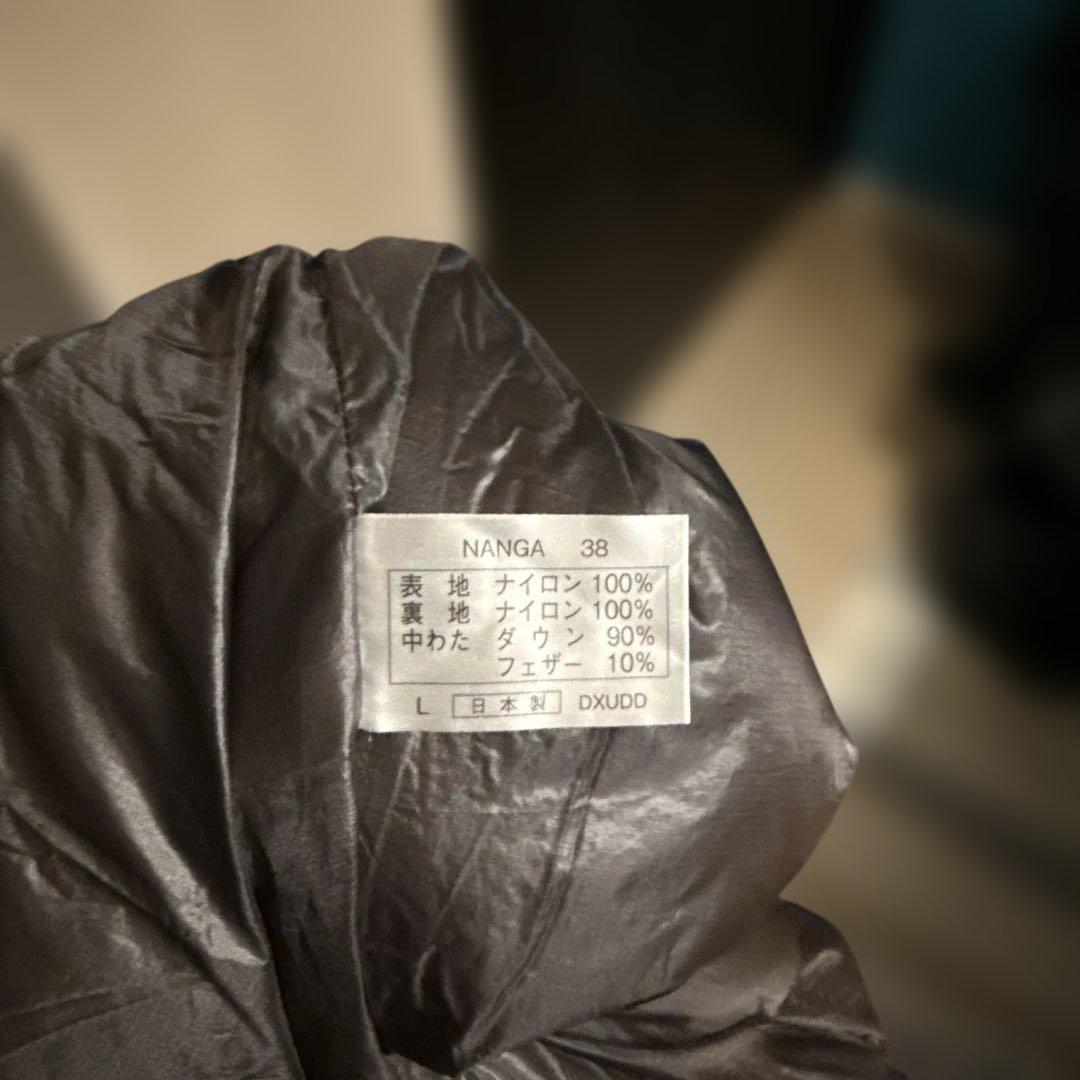 NANGA 38
表地 ナイロン 100%
裏地 ナイロン 100%
中わた ダウン 90%
フェザー 10%
L 日本製 DXUDD